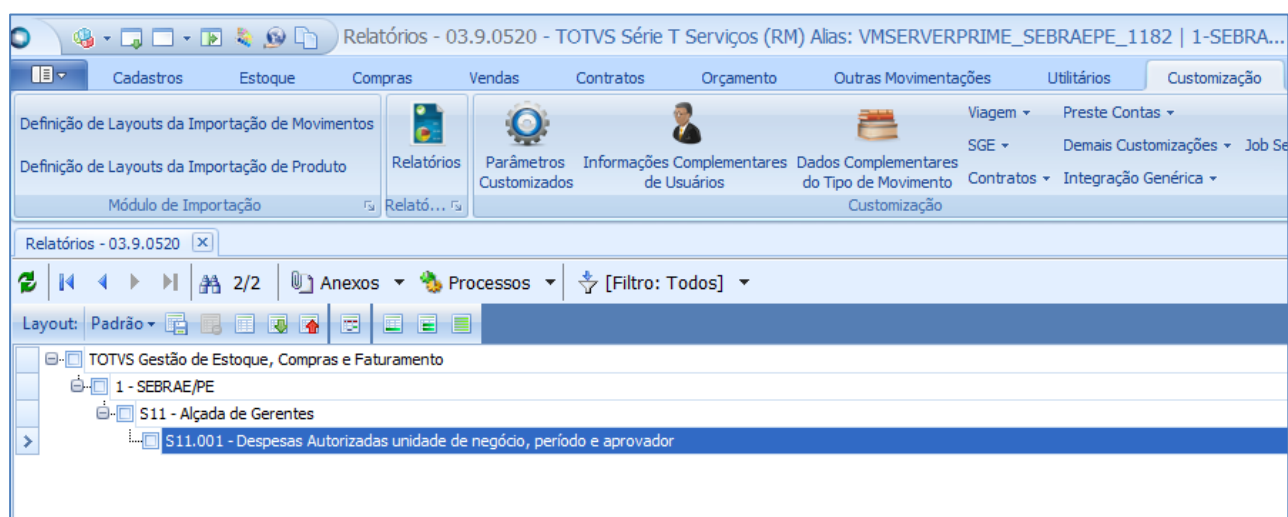 Relatórios - 03.9.0520 - TOTVS Série T Serviços (RM) Alias: VMSERVERPRIME_SEBRAEPE_1182 | 1-SEBRA...
Cadastros Estoque Compras Vendas Contratos Orçamento Outras Movimentações Utilitários Customização
Definição de Layouts da Importação de Movimentos
Definição de Layouts da Importação de Produto
Módulo de Importação
Relatórios
Relató...
Parâmetros
Customizados
Informações Complementares
de Usuários
Dados Complementares
do Tipo de Movimento
Viagem
SGE
Contratos
Preste Contas
Demais Customizações
Integração Genérica
Job Se
Customização
Relatórios - 03.9.0520
2/2 Anexos Processos [Filtro: Todos]
Layout: Padrão
TOTVS Gestão de Estoque, Compras e Faturamento
1 - SEBRAE/PE
S11 - Alçada de Gerentes
S11.001 - Despesas Autorizadas unidade de negócio, período e aprovador